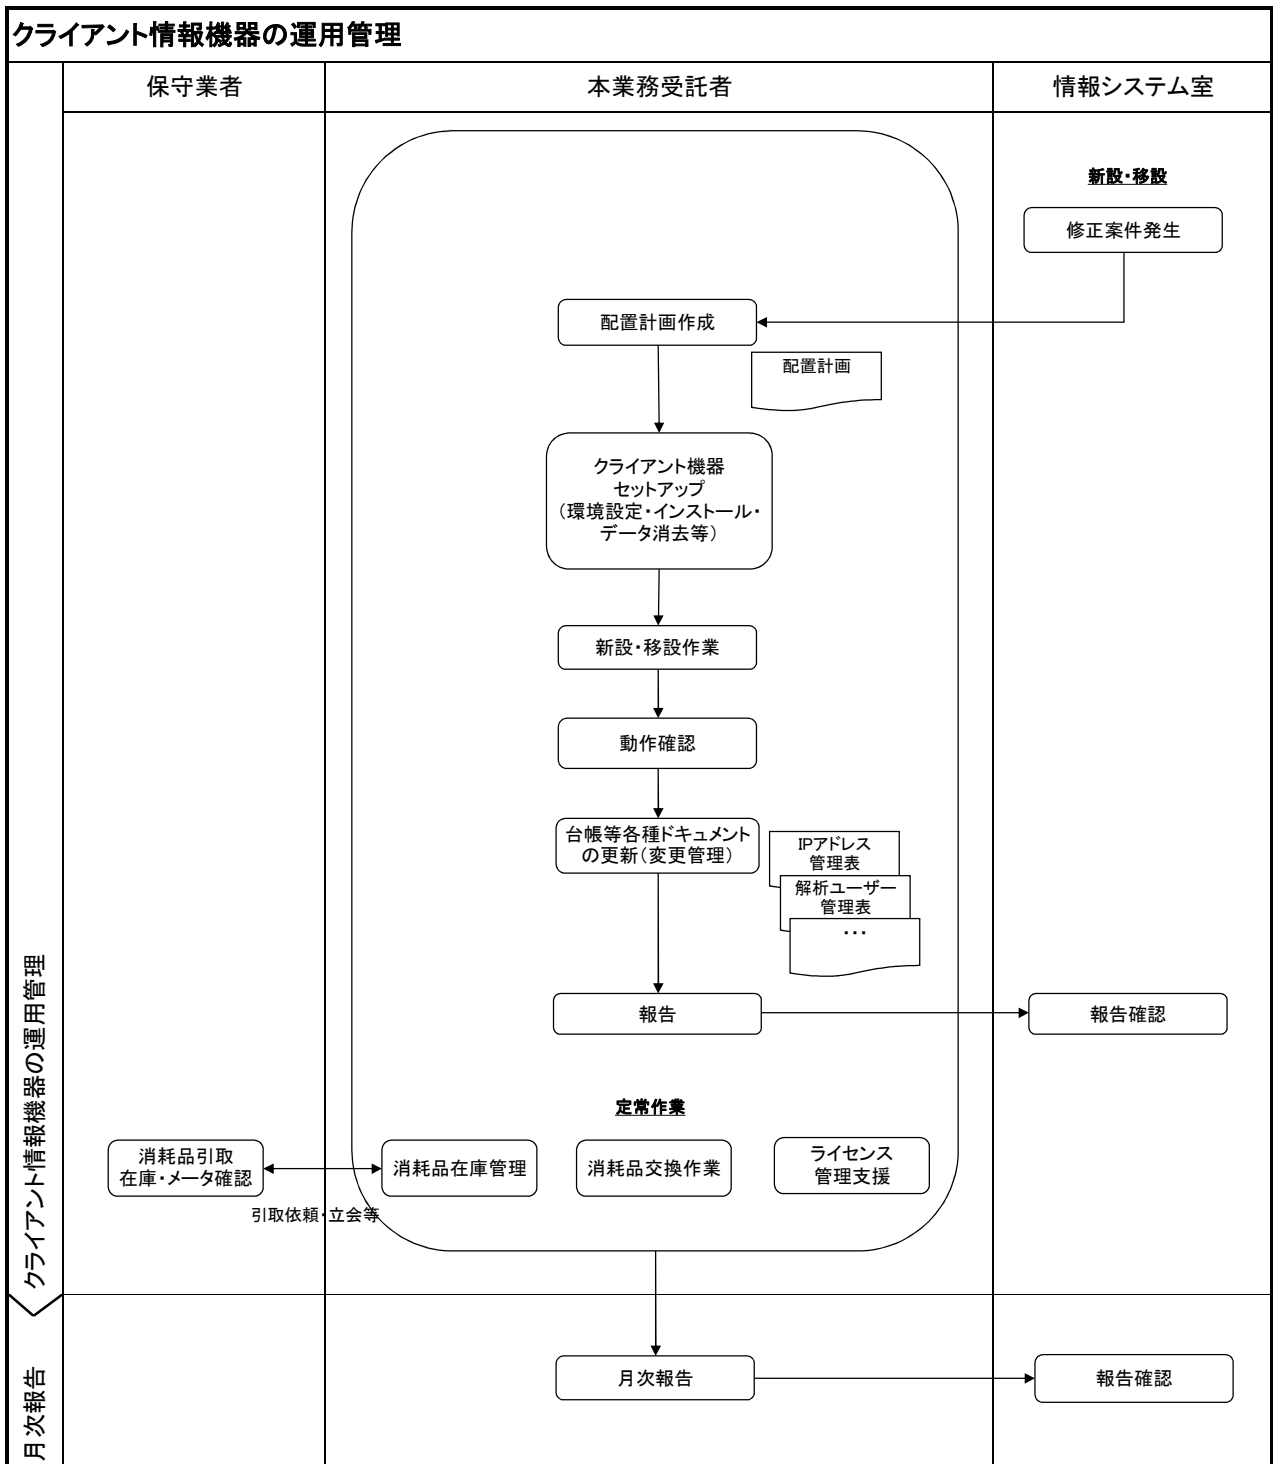 クライアント情報機器の運用管理
保守業者
本業務受託者
情報システム室
新設・移設
修正案件発生
配置計画作成
配置計画
クライアント機器
セットアップ
（環境設定・インストール・
データ消去等）
新設・移設作業
動作確認
台帳等各種ドキュメント
の更新（変更管理）
IPアドレス
管理表
解析ユーザー
管理表
・・・
報告
報告確認
定常作業
消耗品引取
在庫・メータ確認
消耗品在庫管理
消耗品交換作業
ライセンス
管理支援
引取依頼・立会等
クライアント情報機器の運用管理
月次報告
報告確認
月次報告